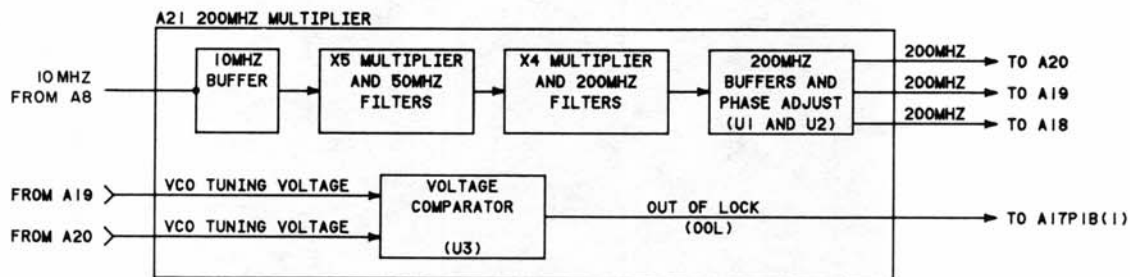 A21 200MHZ MULTIPLIER
10MHZ
FROM A8
10MHZ
BUFFER
X5 MULTIPLIER
AND 50MHZ
FILTERS
X4 MULTIPLIER
AND 200MHZ
FILTERS
200MHZ
BUFFERS AND
PHASE ADJUST
(U1 AND U2)
200MHZ
TO A20
200MHZ
TO A19
200MHZ
TO A18
FROM A19
VCO TUNING VOLTAGE
FROM A20
VCO TUNING VOLTAGE
VOLTAGE
COMPARATOR
(U3)
OUT OF LOCK
(OOL)
TO A17P1B(1)